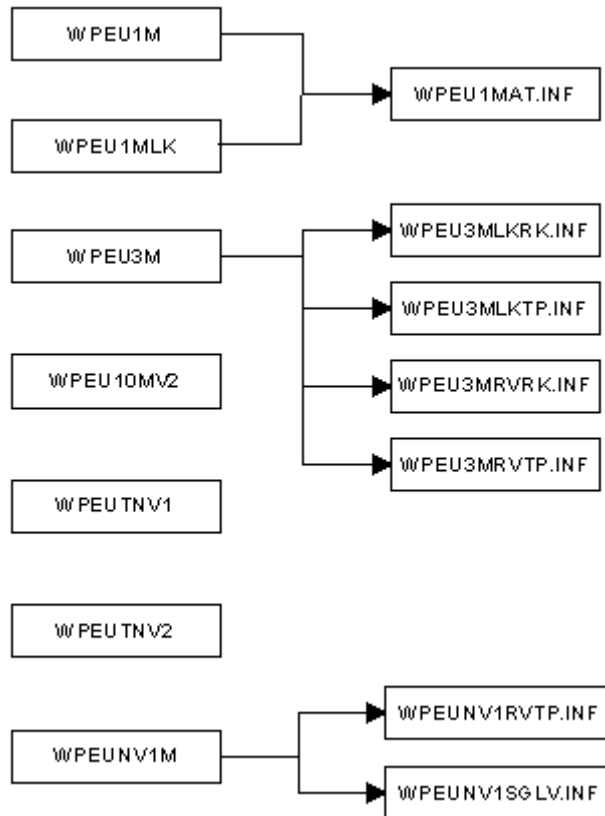 WPEU1M
WPEU1MAT.INF
WPEU1MLK
WPEU3M
WPEU3MLKRK.INF
WPEU3MLKTP.INF
WPEU3MRVRK.INF
WPEU3MRVTP.INF
WPEU10MV2
WPEUTNV1
WPEUTNV2
WPEUNV1M
WPEUNV1RVTP.INF
WPEUNV1SGLV.INF